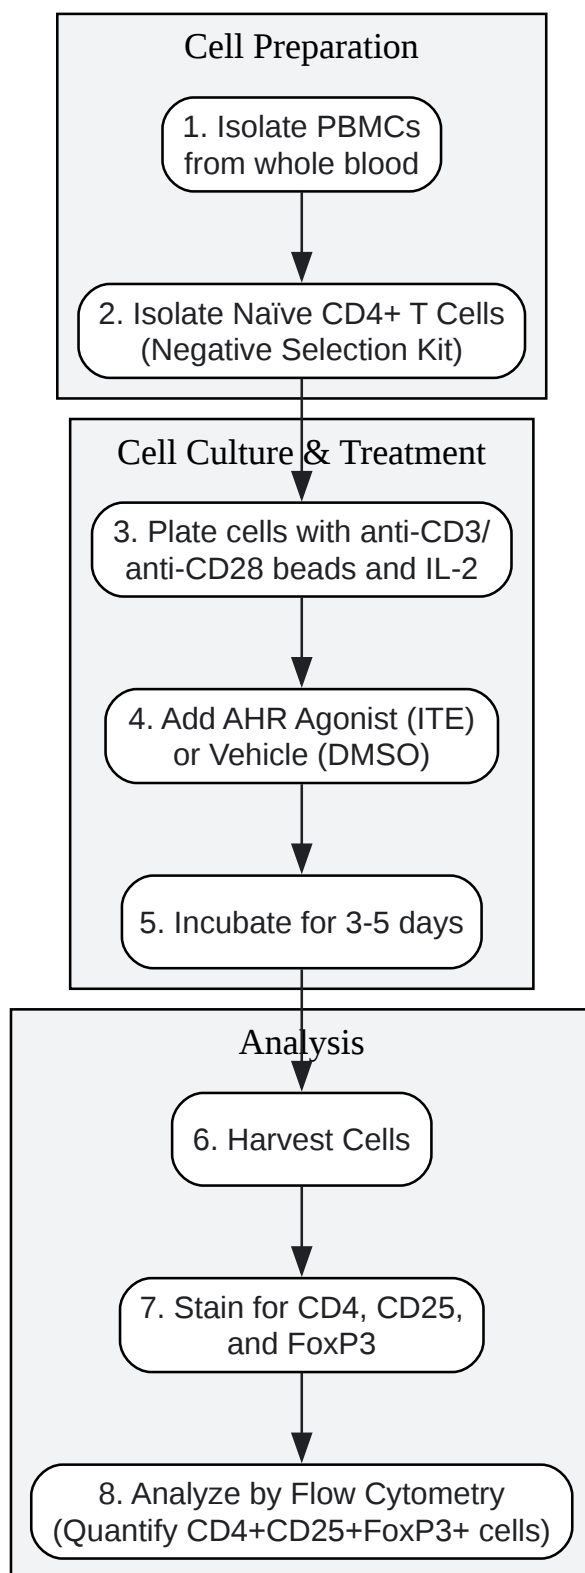 Cell Preparation
1. Isolate PBMCs
from whole blood
2. Isolate Naïve CD4+ T Cells
(Negative Selection Kit)
Cell Culture & Treatment
3. Plate cells with anti-CD3/
anti-CD28 beads and IL-2
4. Add AHR Agonist (ITE)
or Vehicle (DMSO)
5. Incubate for 3-5 days
Analysis
6. Harvest Cells
7. Stain for CD4, CD25,
and FoxP3
8. Analyze by Flow Cytometry
(Quantify CD4+CD25+FoxP3+ cells)